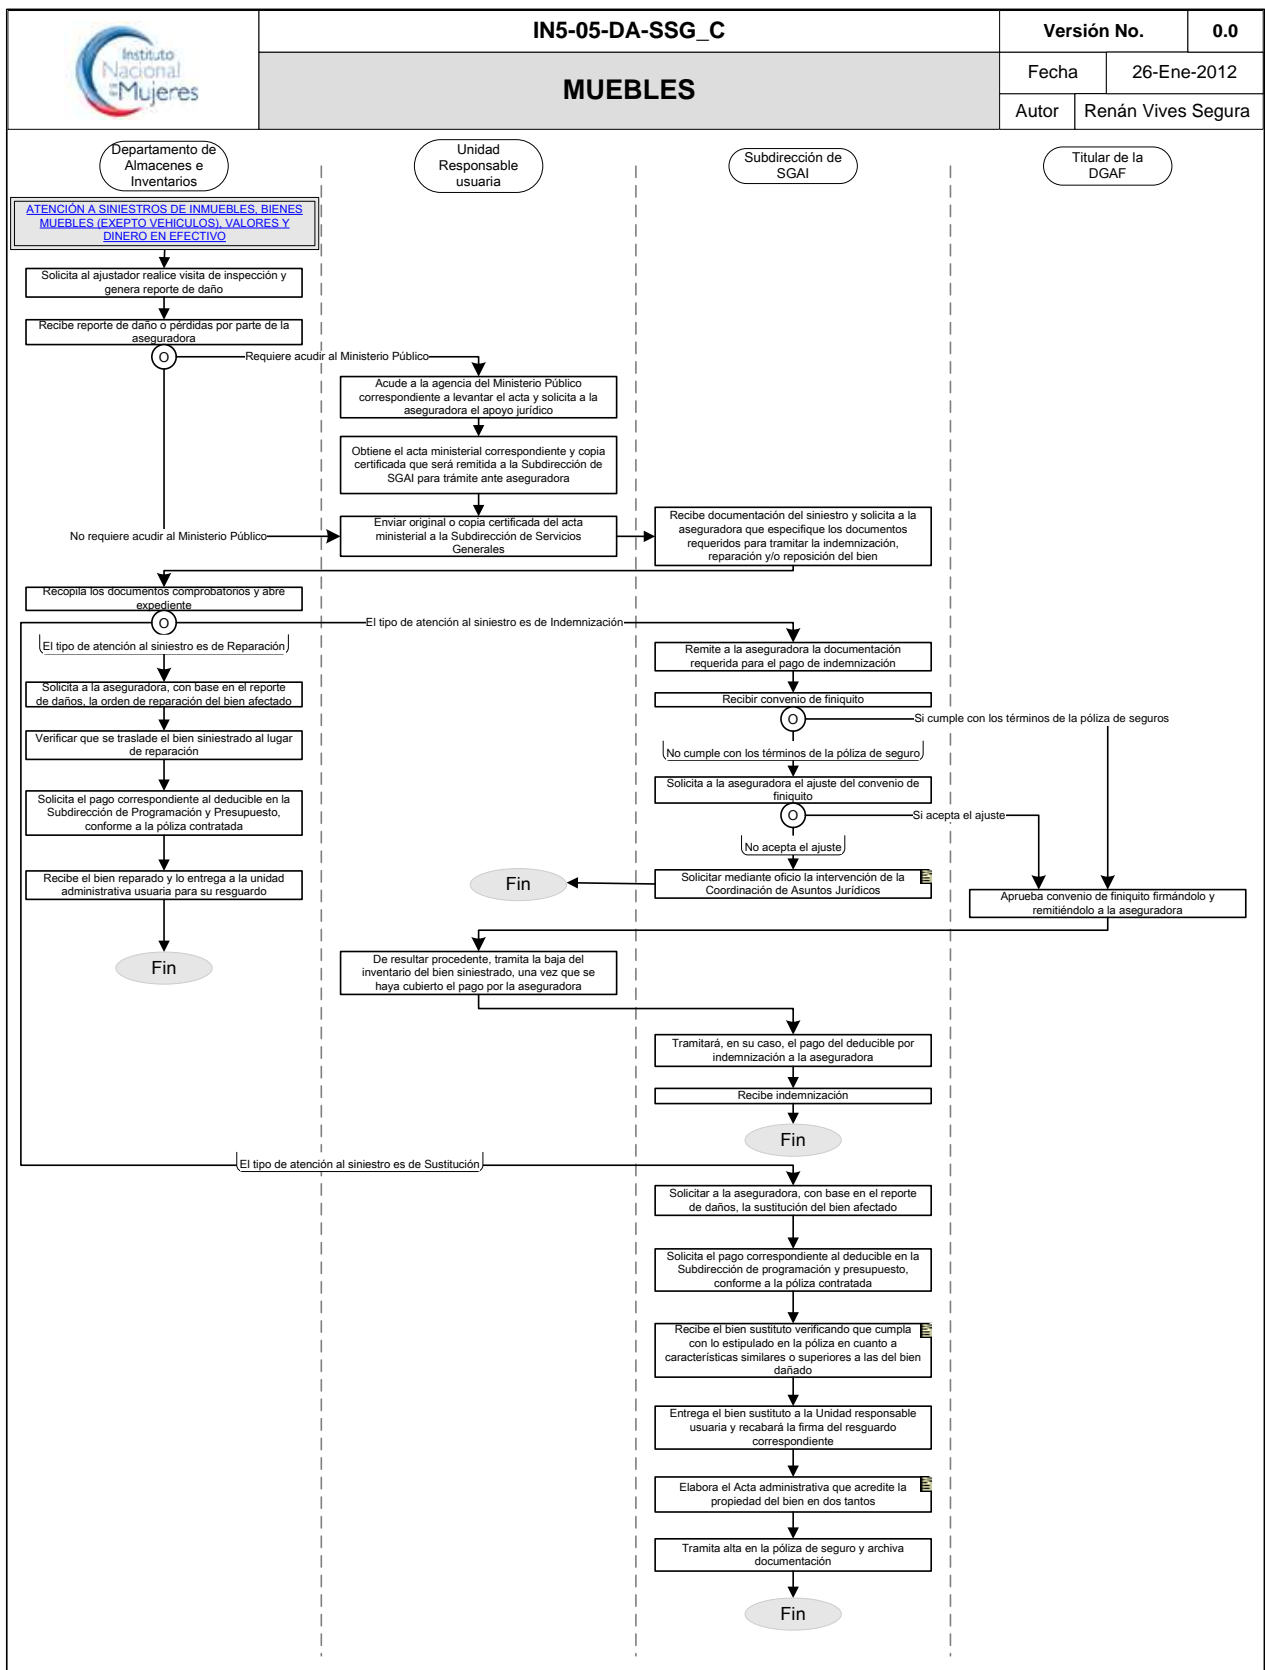 Instituto
Nacional
de las
Mujeres
IN5-05-DA-SSG_C
MUEBLES
Versión No.
0.0
Fecha
26-Ene-2012
Autor
Renán Vives Segura
Departamento de
Almacenes e
Inventarios
Unidad
Responsable
usuaria
Subdirección de
SGAI
Titular de la
DGAF
ATENCIÓN A SINIESTROS DE INMUEBLES, BIENES
MUEBLES (EXEPTO VEHICULOS), VALORES Y
DINERO EN EFECTIVO
Solicita al ajustador realice visita de inspección y
genera reporte de daño
Recibe reporte de daño o pérdidas por parte de la
aseguradora
O
Requiere acudir al Ministerio Público
Acude a la agencia del Ministerio Público
correspondiente a levantar el acta y solicita a la
aseguradora el apoyo jurídico
Obtiene el acta ministerial correspondiente y copia
certificada que será remitida a la Subdirección de
SGAI para trámite ante aseguradora
No requiere acudir al Ministerio Público
Enviar original o copia certificada del acta
ministerial a la Subdirección de Servicios
Generales
Recibe documentación del siniestro y solicita a la
aseguradora que especifique los documentos
requeridos para tramitar la indemnización,
reparación y/o reposición del bien
Recopila los documentos comprobatorios y abre
expediente
O
El tipo de atención al siniestro es de Indemnización
El tipo de atención al siniestro es de Reparación
Remite a la aseguradora la documentación
requerida para el pago de indemnización
Solicita a la aseguradora, con base en el reporte
de daños, la orden de reparación del bien afectado
Recibir convenio de finiquito
O
Si cumple con los términos de la póliza de seguros
Verificar que se traslade el bien siniestrado al lugar
de reparación
No cumple con los términos de la póliza de seguro
Solicita a la aseguradora el ajuste del convenio de
finiquito
Solicita el pago correspondiente al deducible en la
Subdirección de Programación y Presupuesto,
conforme a la póliza contratada
O
Si acepta el ajuste
No acepta el ajuste
Recibe el bien reparado y lo entrega a la unidad
administrativa usuaria para su resguardo
Fin
Solicitar mediante oficio la intervención de la
Coordinación de Asuntos Jurídicos
Aprueba convenio de finiquito firmándolo y
remitiéndolo a la aseguradora
Fin
De resultar procedente, tramita la baja del
inventario del bien siniestrado, una vez que se
haya cubierto el pago por la aseguradora
Tramitará, en su caso, el pago del deducible por
indemnización a la aseguradora
Recibe indemnización
Fin
El tipo de atención al siniestro es de Sustitución
Solicitar a la aseguradora, con base en el reporte
de daños, la sustitución del bien afectado
Solicita el pago correspondiente al deducible en la
Subdirección de programación y presupuesto,
conforme a la póliza contratada
Recibe el bien sustituto verificando que cumpla
con lo estipulado en la póliza en cuanto a
características similares o superiores a las del bien
dañado
Entrega el bien sustituto a la Unidad responsable
usuaria y recabará la firma del resguardo
correspondiente
Elabora el Acta administrativa que acredite la
propiedad del bien en dos tantos
Tramita alta en la póliza de seguro y archiva
documentación
Fin